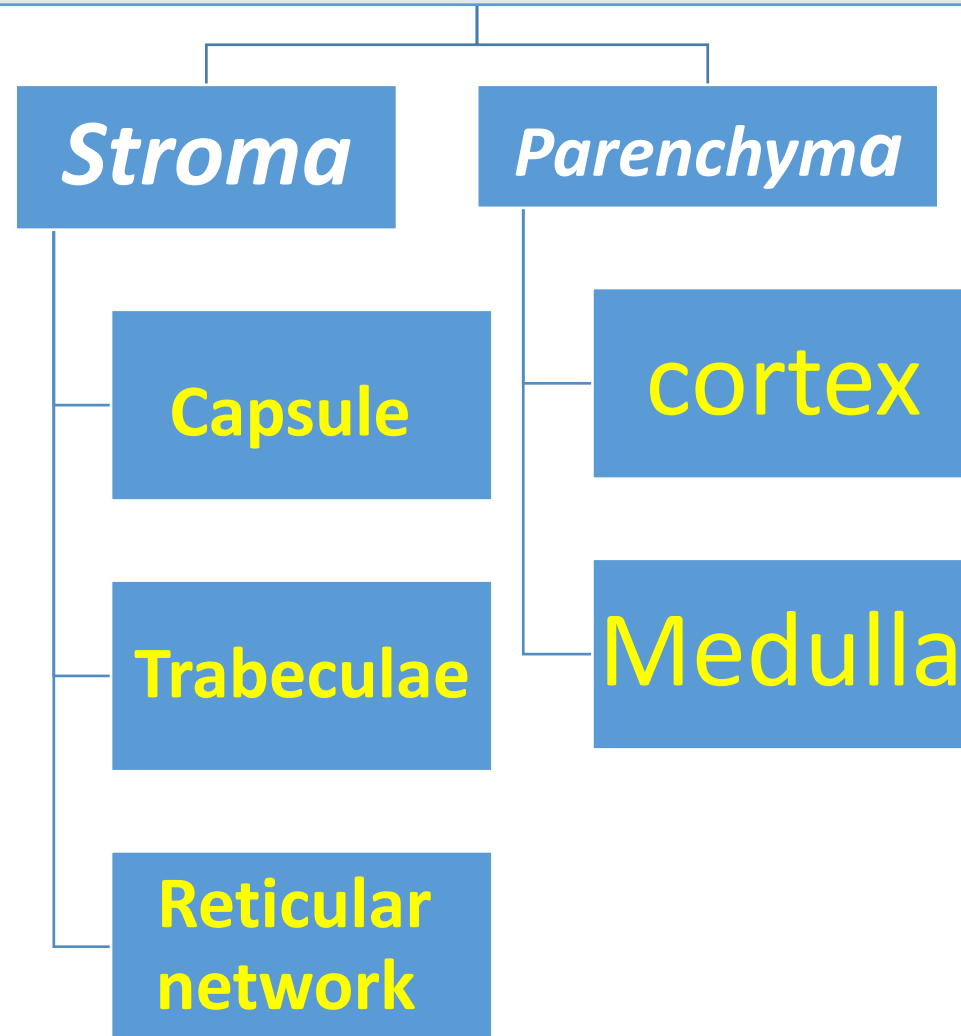 Stroma
Parenchyma
Capsule
cortex
Trabeculae
Medulla
Reticular
network